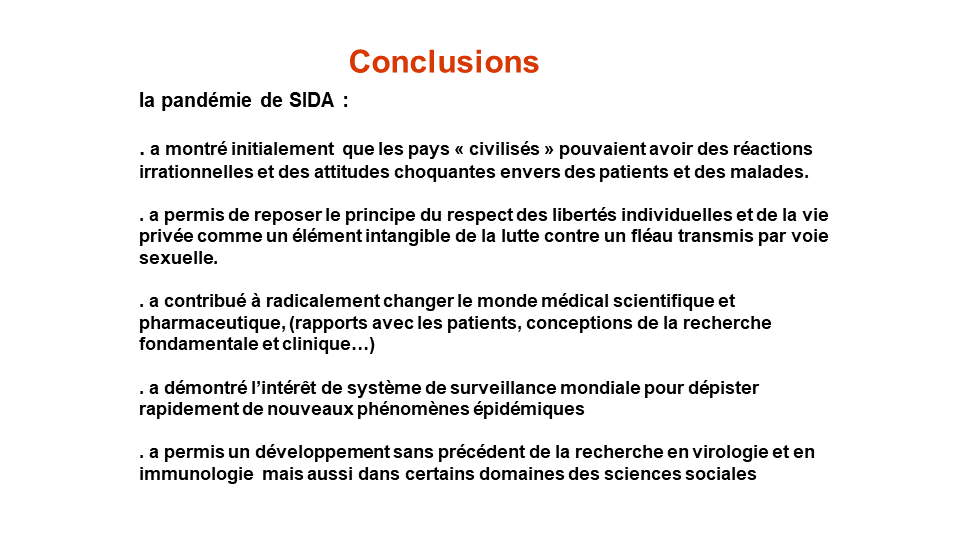 Conclusions
la pandémie de SIDA :
. a montré initialement que les pays « civilisés » pouvaient avoir des réactions
irrationnelles et des attitudes choquantes envers des patients et des malades.
. a permis de reposer le principe du respect des libertés individuelles et de la vie
privée comme un élément intangible de la lutte contre un fléau transmis par voie
sexuelle.
. a contribué à radicalement changer le monde médical scientifique et
pharmaceutique, (rapports avec les patients, conceptions de la recherche
fondamentale et clinique…)
. a démontré l’intérêt de système de surveillance mondiale pour dépister
rapidement de nouveaux phénomènes épidémiques
. a permis un développement sans précédent de la recherche en virologie et en
immunologie mais aussi dans certains domaines des sciences sociales